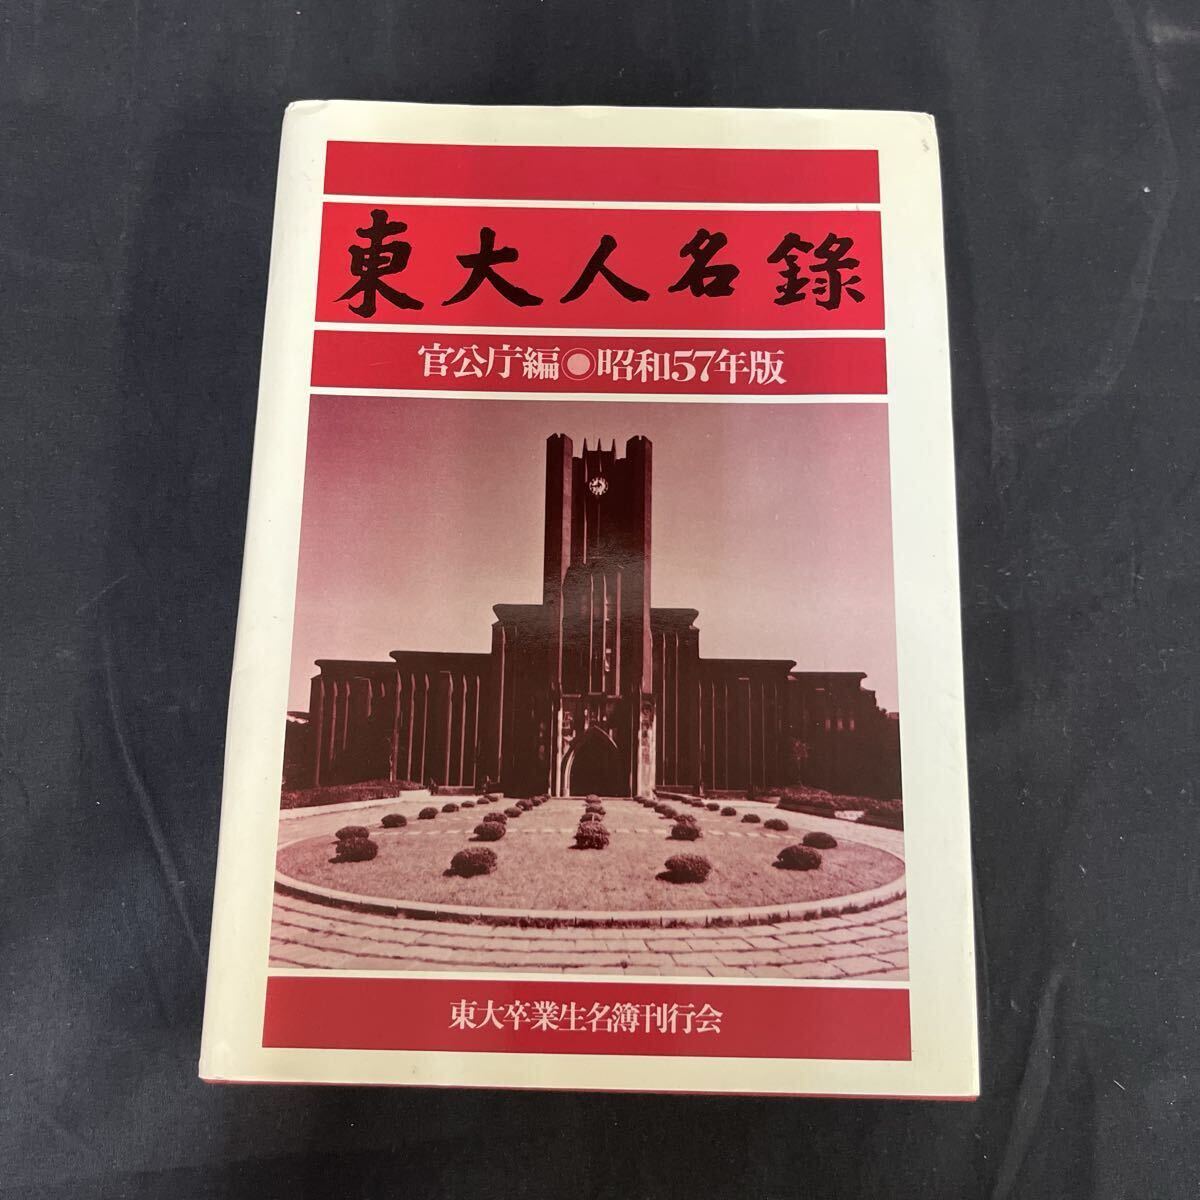 東大人名錄
官公庁編◉昭和57年版
東大卒業生名簿刊行会